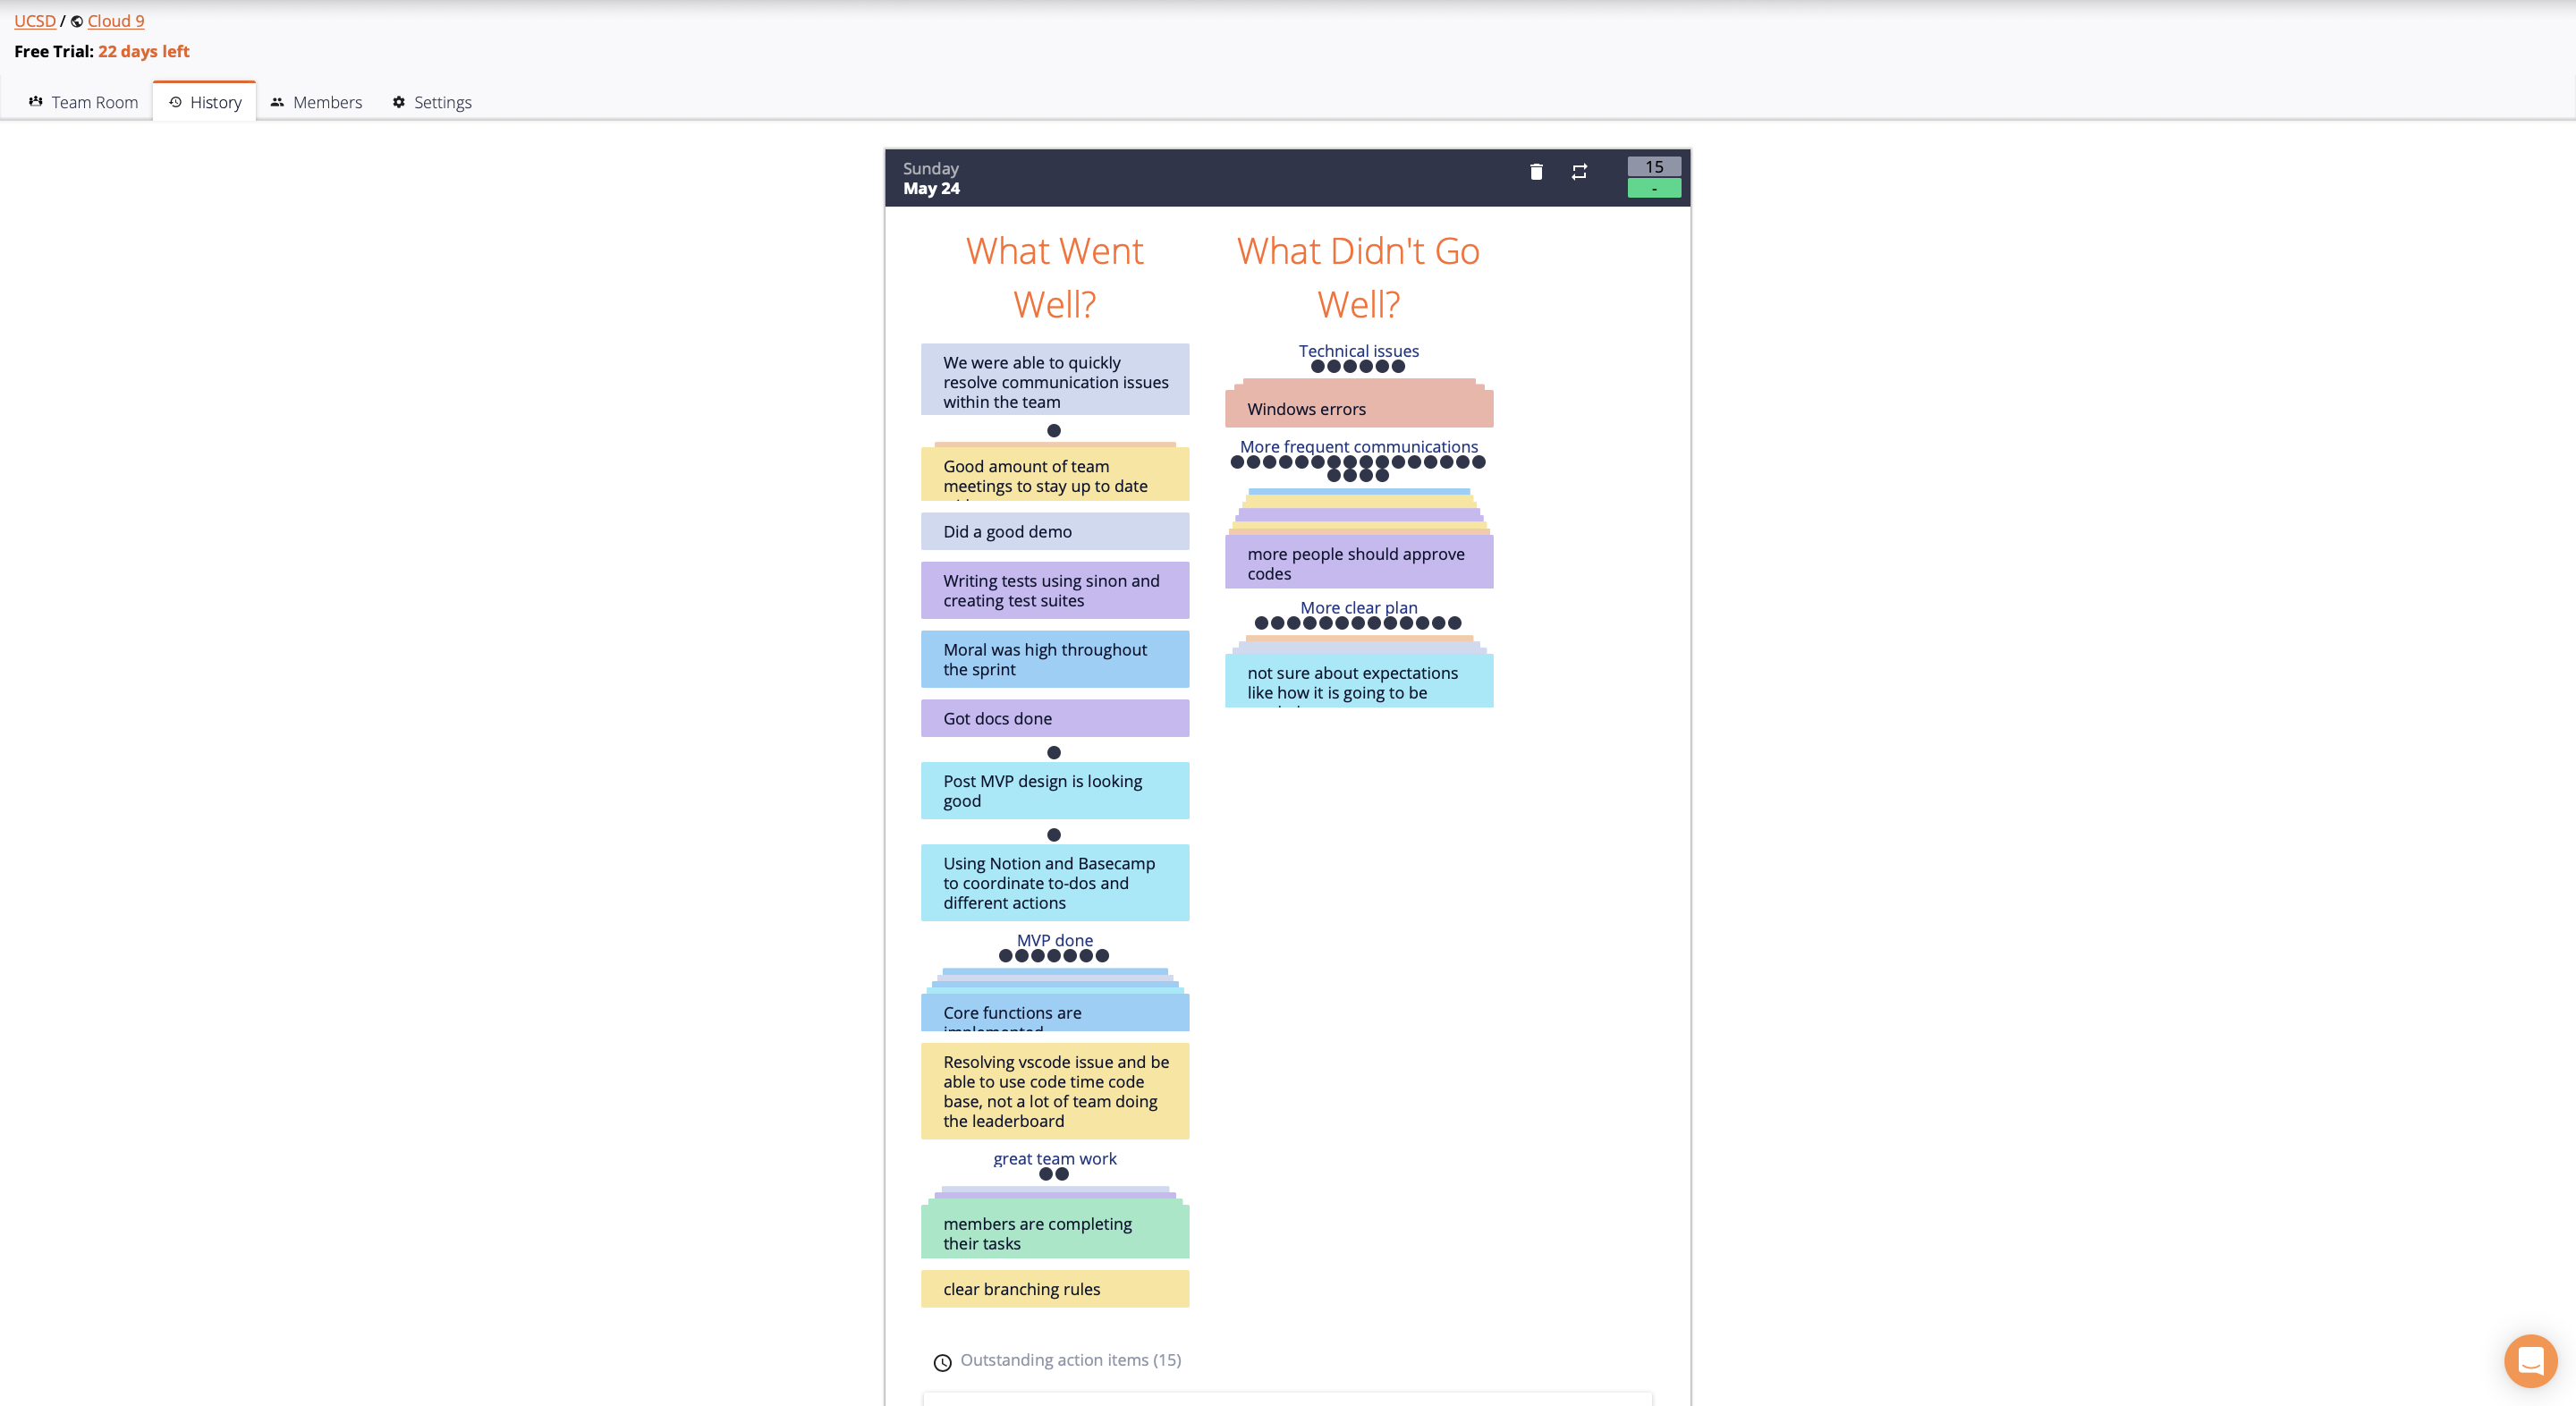 UCSD / Cloud 9
Free Trial: 22 days left
Team Room
History
Members
Settings
Sunday
May 24
15
-
What Went
Well?
We were able to quickly
resolve communication issues
within the team
Good amount of team
meetings to stay up to date
Did a good demo
Writing tests using sinon and
creating test suites
Moral was high throughout
the sprint
Got docs done
Post MVP design is looking
good
Using Notion and Basecamp
to coordinate to-dos and
different actions
MVP done
Core functions are
implemented
Resolving vscode issue and be
able to use code time code
base, not a lot of team doing
the leaderboard
great team work
members are completing
their tasks
clear branching rules
What Didn't Go
Well?
Technical issues
Windows errors
More frequent communications
more people should approve
codes
More clear plan
not sure about expectations
like how it is going to be
Outstanding action items (15)